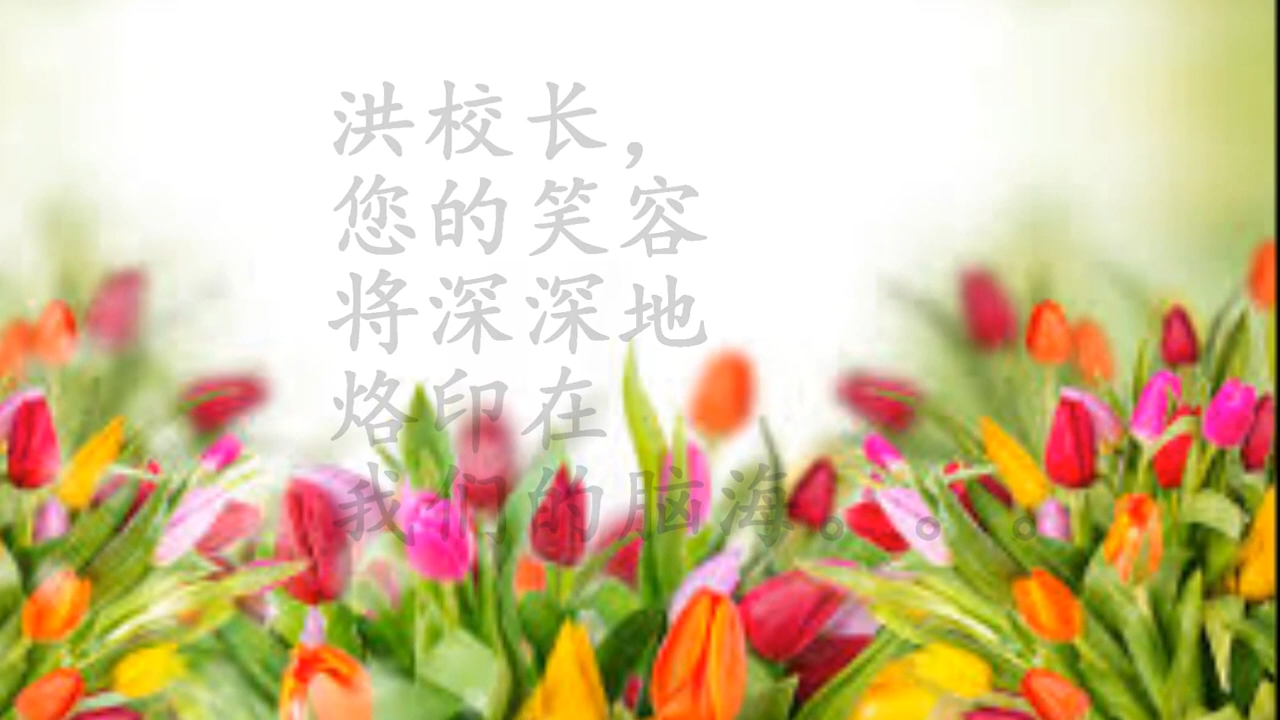 洪校长，
您的笑容
将深深地
烙印在
我们的脑海。。。